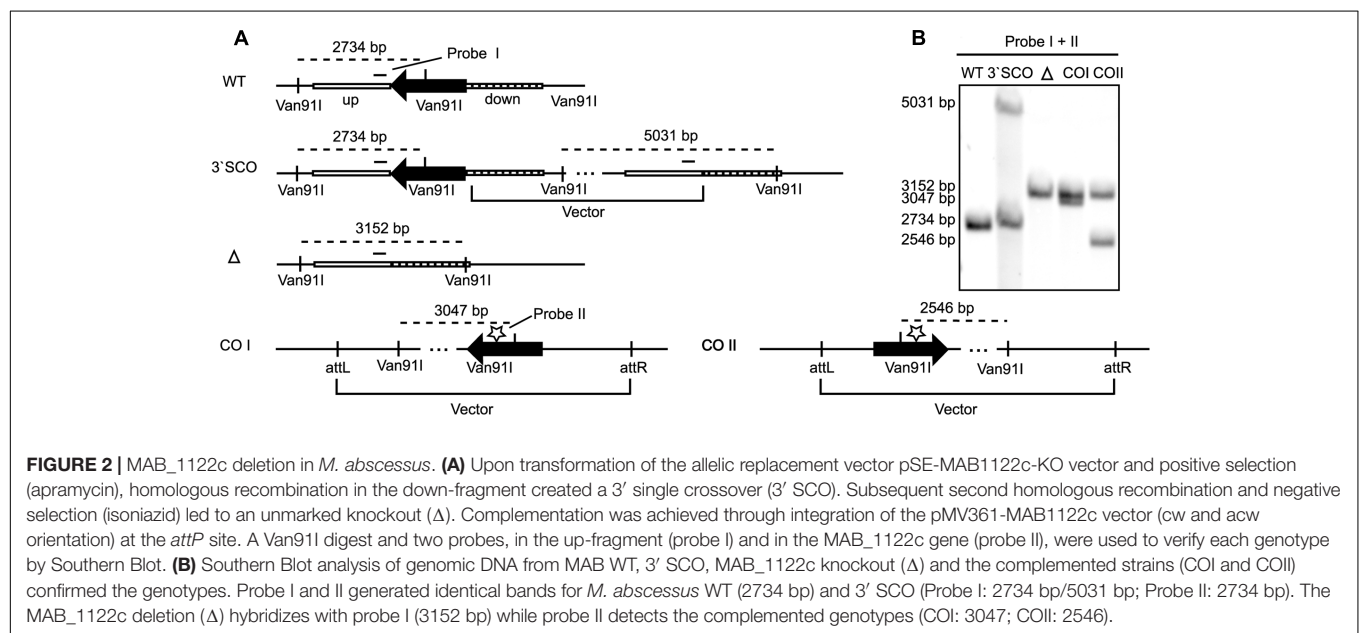 A
2734 bp
Probe I
WT
Van91I
up
Van91I
down
Van91I
2734 bp
5031 bp
3`SCO
Van91I
Van91I
Van91I
...
Van91I
Vector
3152 bp
Δ
Van91I
Van91I
3047 bp
Probe II
CO I
...
attL
Van91I
Van91I
attR
Vector
2546 bp
CO II
...
attL
Van91I
Van91I
attR
Vector
B
Probe I + II
WT 3`SCO Δ COI COII
5031 bp
3152 bp
3047 bp
2734 bp
2546 bp
FIGURE 2 | MAB_1122c deletion in M. abscessus. (A) Upon transformation of the allelic replacement vector pSE-MAB1122c-KO vector and positive selection
(apramycin), homologous recombination in the down-fragment created a 3′ single crossover (3′ SCO). Subsequent second homologous recombination and negative
selection (isoniazid) led to an unmarked knockout (Δ). Complementation was achieved through integration of the pMV361-MAB1122c vector (cw and acw
orientation) at the attP site. A Van91I digest and two probes, in the up-fragment (probe I) and in the MAB_1122c gene (probe II), were used to verify each genotype
by Southern Blot. (B) Southern Blot analysis of genomic DNA from MAB WT, 3′ SCO, MAB_1122c knockout (Δ) and the complemented strains (COI and COII)
confirmed the genotypes. Probe I and II generated identical bands for M. abscessus WT (2734 bp) and 3′ SCO (Probe I: 2734 bp/5031 bp; Probe II: 2734 bp). The
MAB_1122c deletion (Δ) hybridizes with probe I (3152 bp) while probe II detects the complemented genotypes (COI: 3047; COII: 2546).